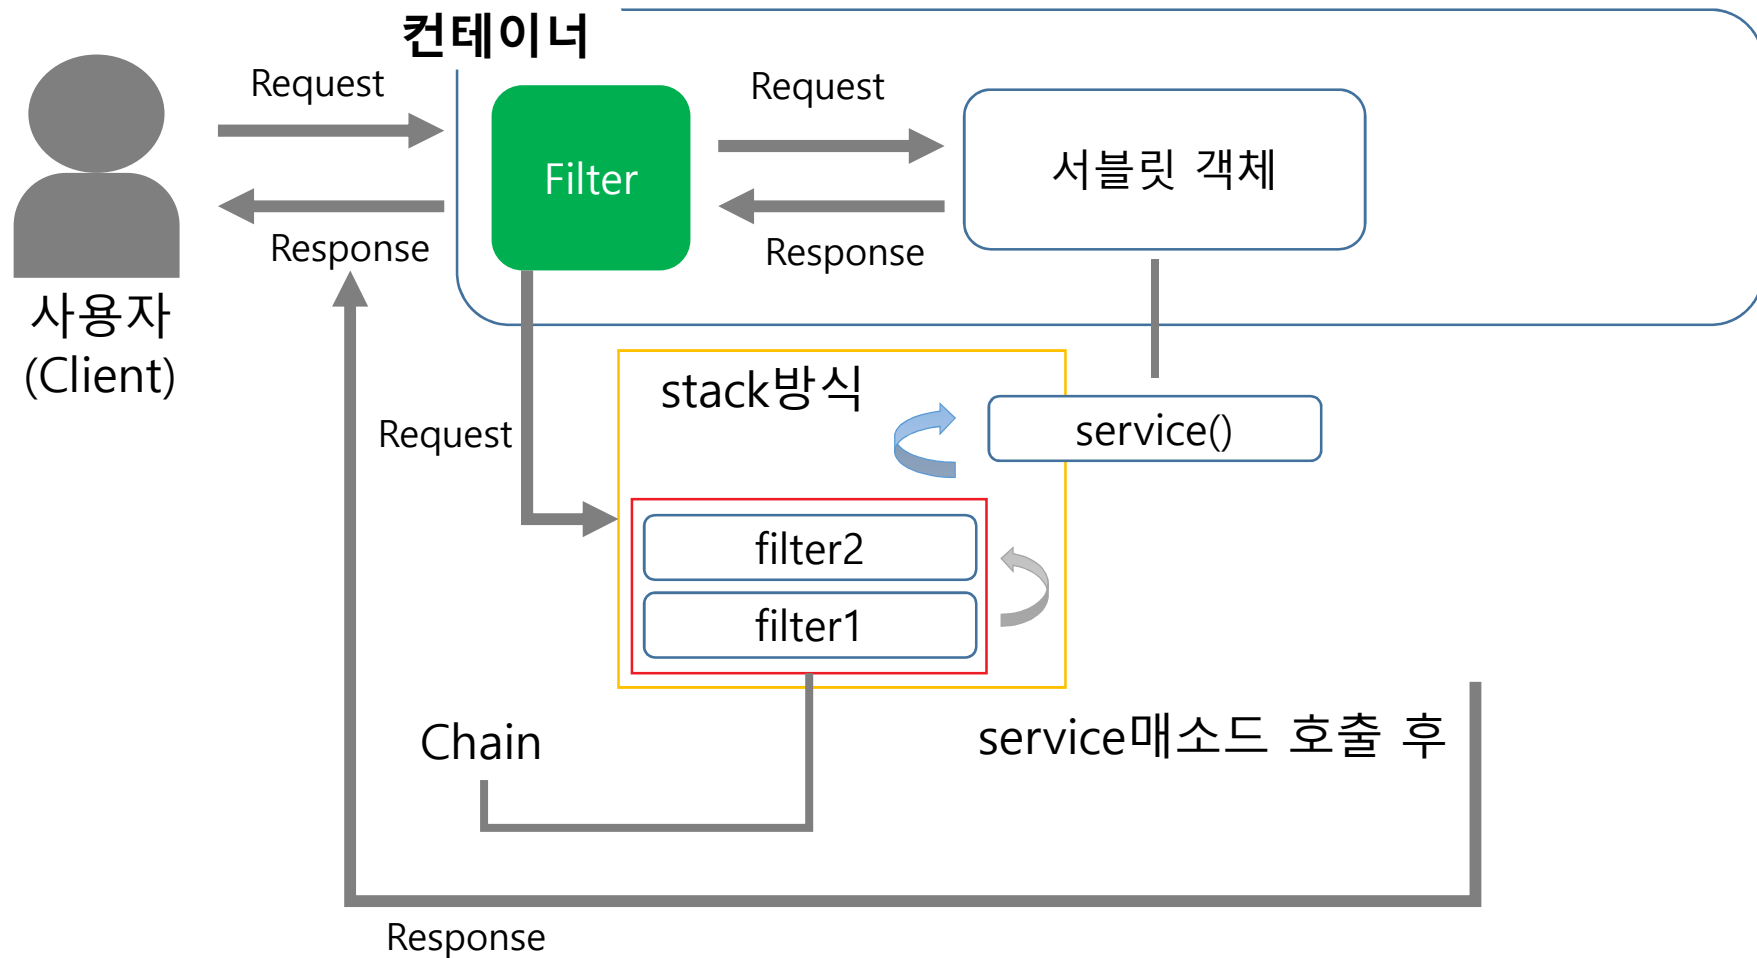 컨테이너
Request
Request
Filter
서블릿 객체
Response
Response
사용자
(Client)
stack방식
Request
service()
filter2
filter1
Chain
service매소드 호출 후
Response